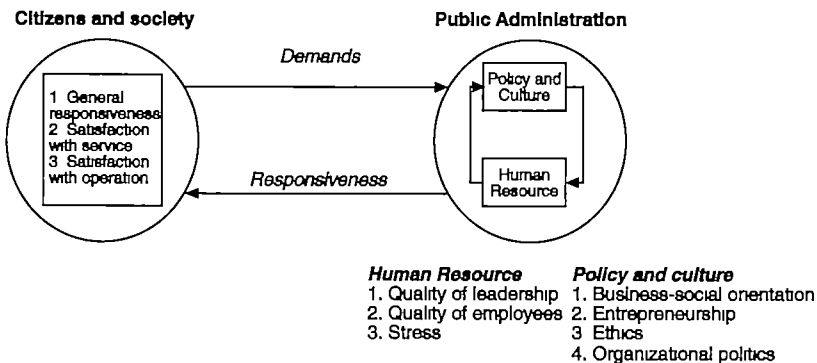 Citizens and society
Public Administration
Demands
1 General
responsiveness
2 Satisfaction
with service
3 Satisfaction
with operation
Policy and
Culture
Human
Resource
Responsiveness
Human Resource
1. Quality of leadership
2. Quality of employees
3. Stress
Policy and culture
1. Business-social orientation
2. Entrepreneurship
3 Ethics
4. Organizational politics